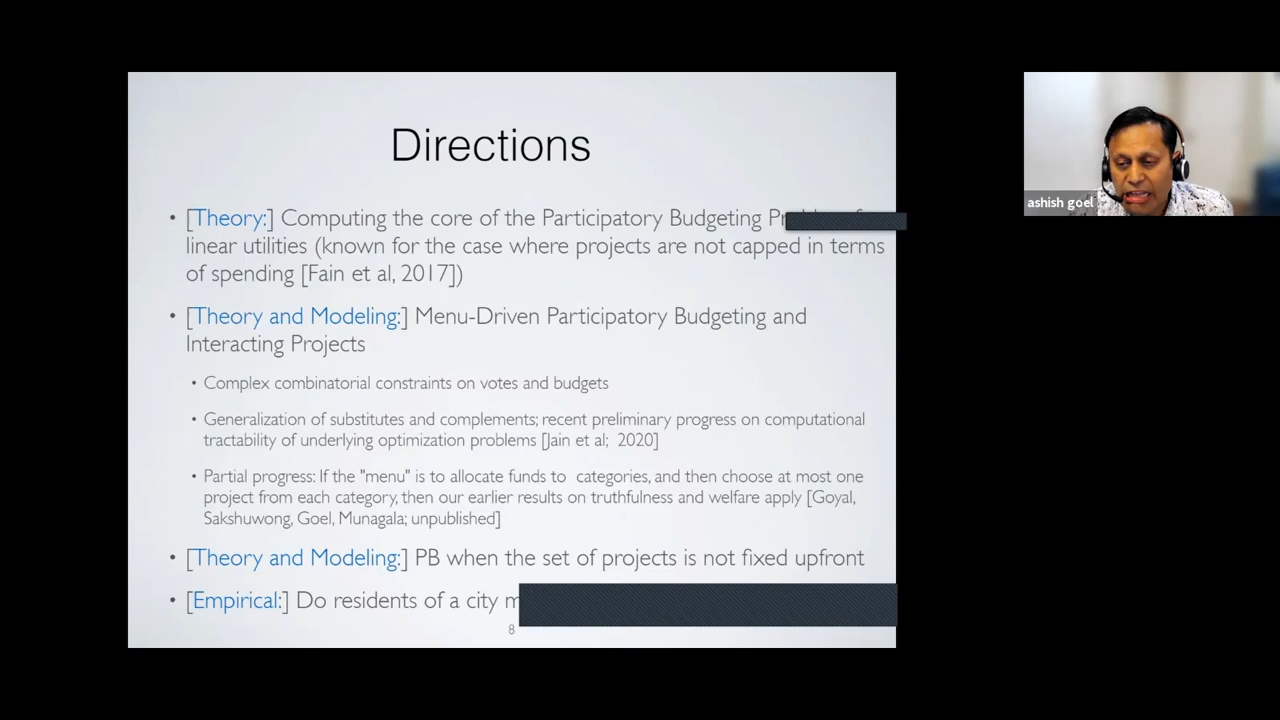 Directions
• [Theory:] Computing the core of the Participatory Budgeting
linear utilities (known for the case where projects are not capped in terms
of spending [Fain et al, 2017])
• [Theory and Modeling:] Menu-Driven Participatory Budgeting and
Interacting Projects
• Complex combinatorial constraints on votes and budgets
• Generalization of substitutes and complements; recent preliminary progress on computational
tractability of underlying optimization problems [Jain et al; 2020]
• Partial progress: If the "menu" is to allocate funds to categories, and then choose at most one
project from each category, then our earlier results on truthfulness and welfare apply [Goyal,
Sakshuwong, Goel, Munagala; unpublished]
• [Theory and Modeling:] PB when the set of projects is not fixed upfront
• [Empirical:] Do residents of a city
8
ashish goel